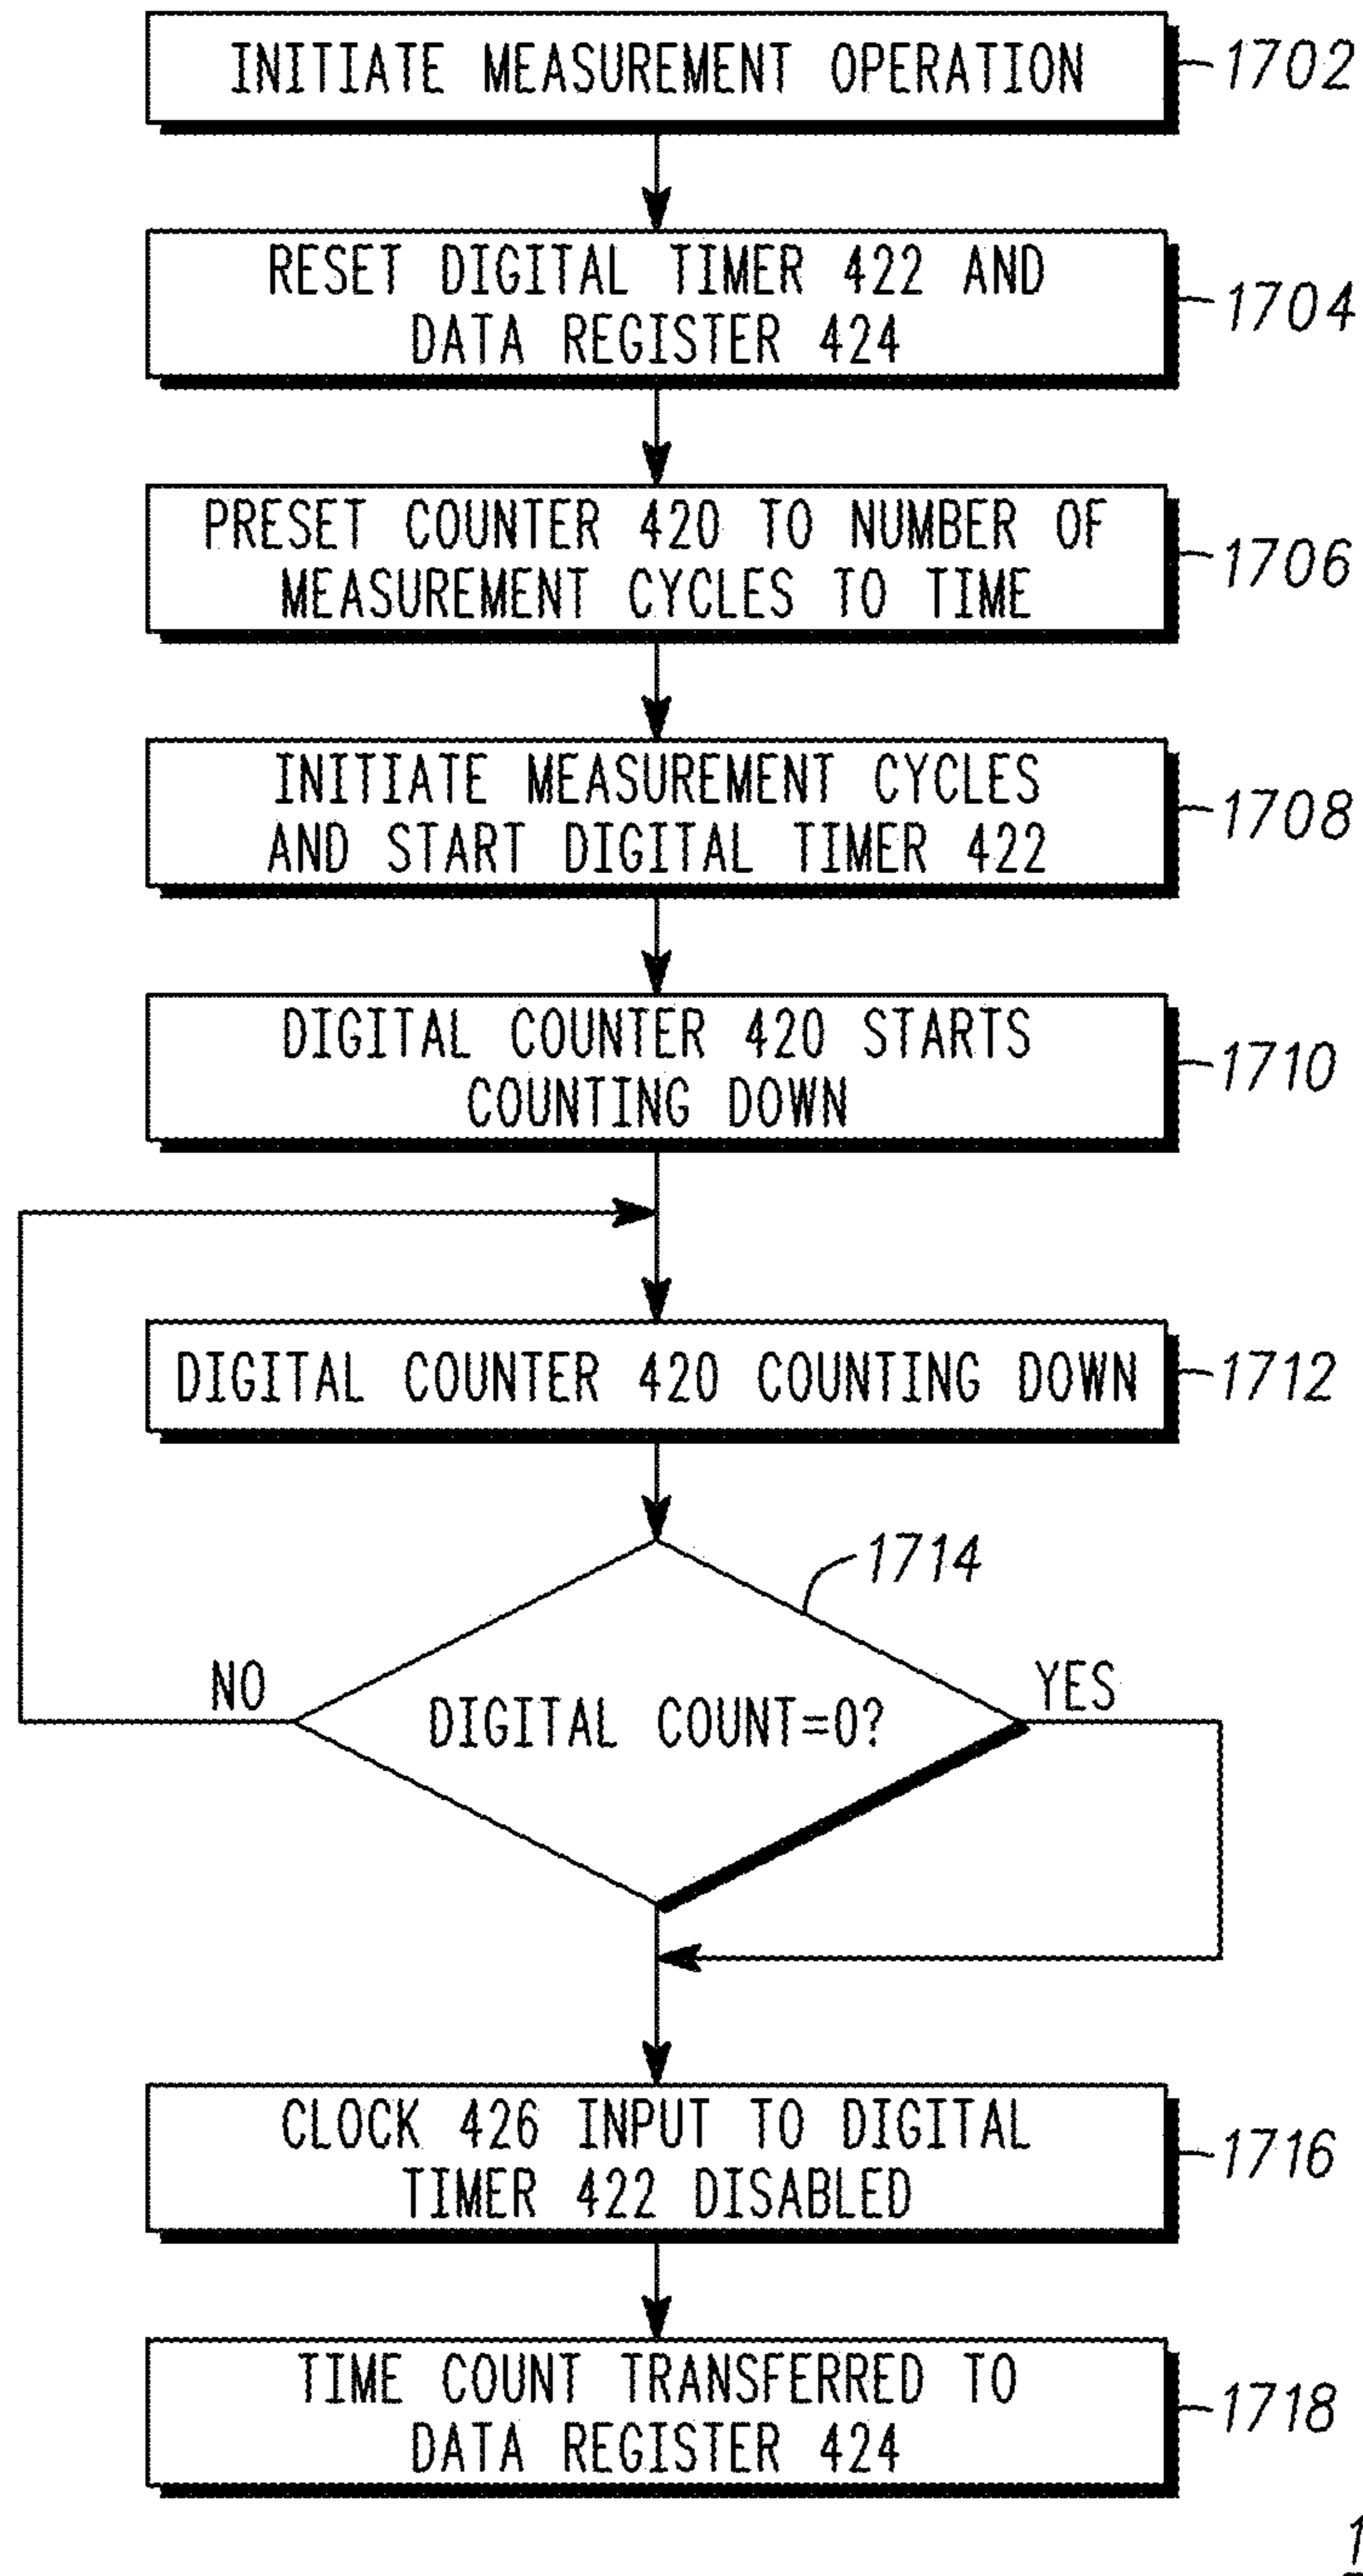 INITIATE MEASUREMENT OPERATION
1702
RESET DIGITAL TIMER 422 AND
DATA REGISTER 424
1704
PRESET COUNTER 420 TO NUMBER OF
MEASUREMENT CYCLES TO TIME
1706
INITIATE MEASUREMENT CYCLES
AND START DIGITAL TIMER 422
1708
DIGITAL COUNTER 420 STARTS
COUNTING DOWN
1710
DIGITAL COUNTER 420 COUNTING DOWN
1712
1714
NO
DIGITAL COUNT=0?
YES
CLOCK 426 INPUT TO DIGITAL
TIMER 422 DISABLED
1716
TIME COUNT TRANSFERRED TO
DATA REGISTER 424
1718